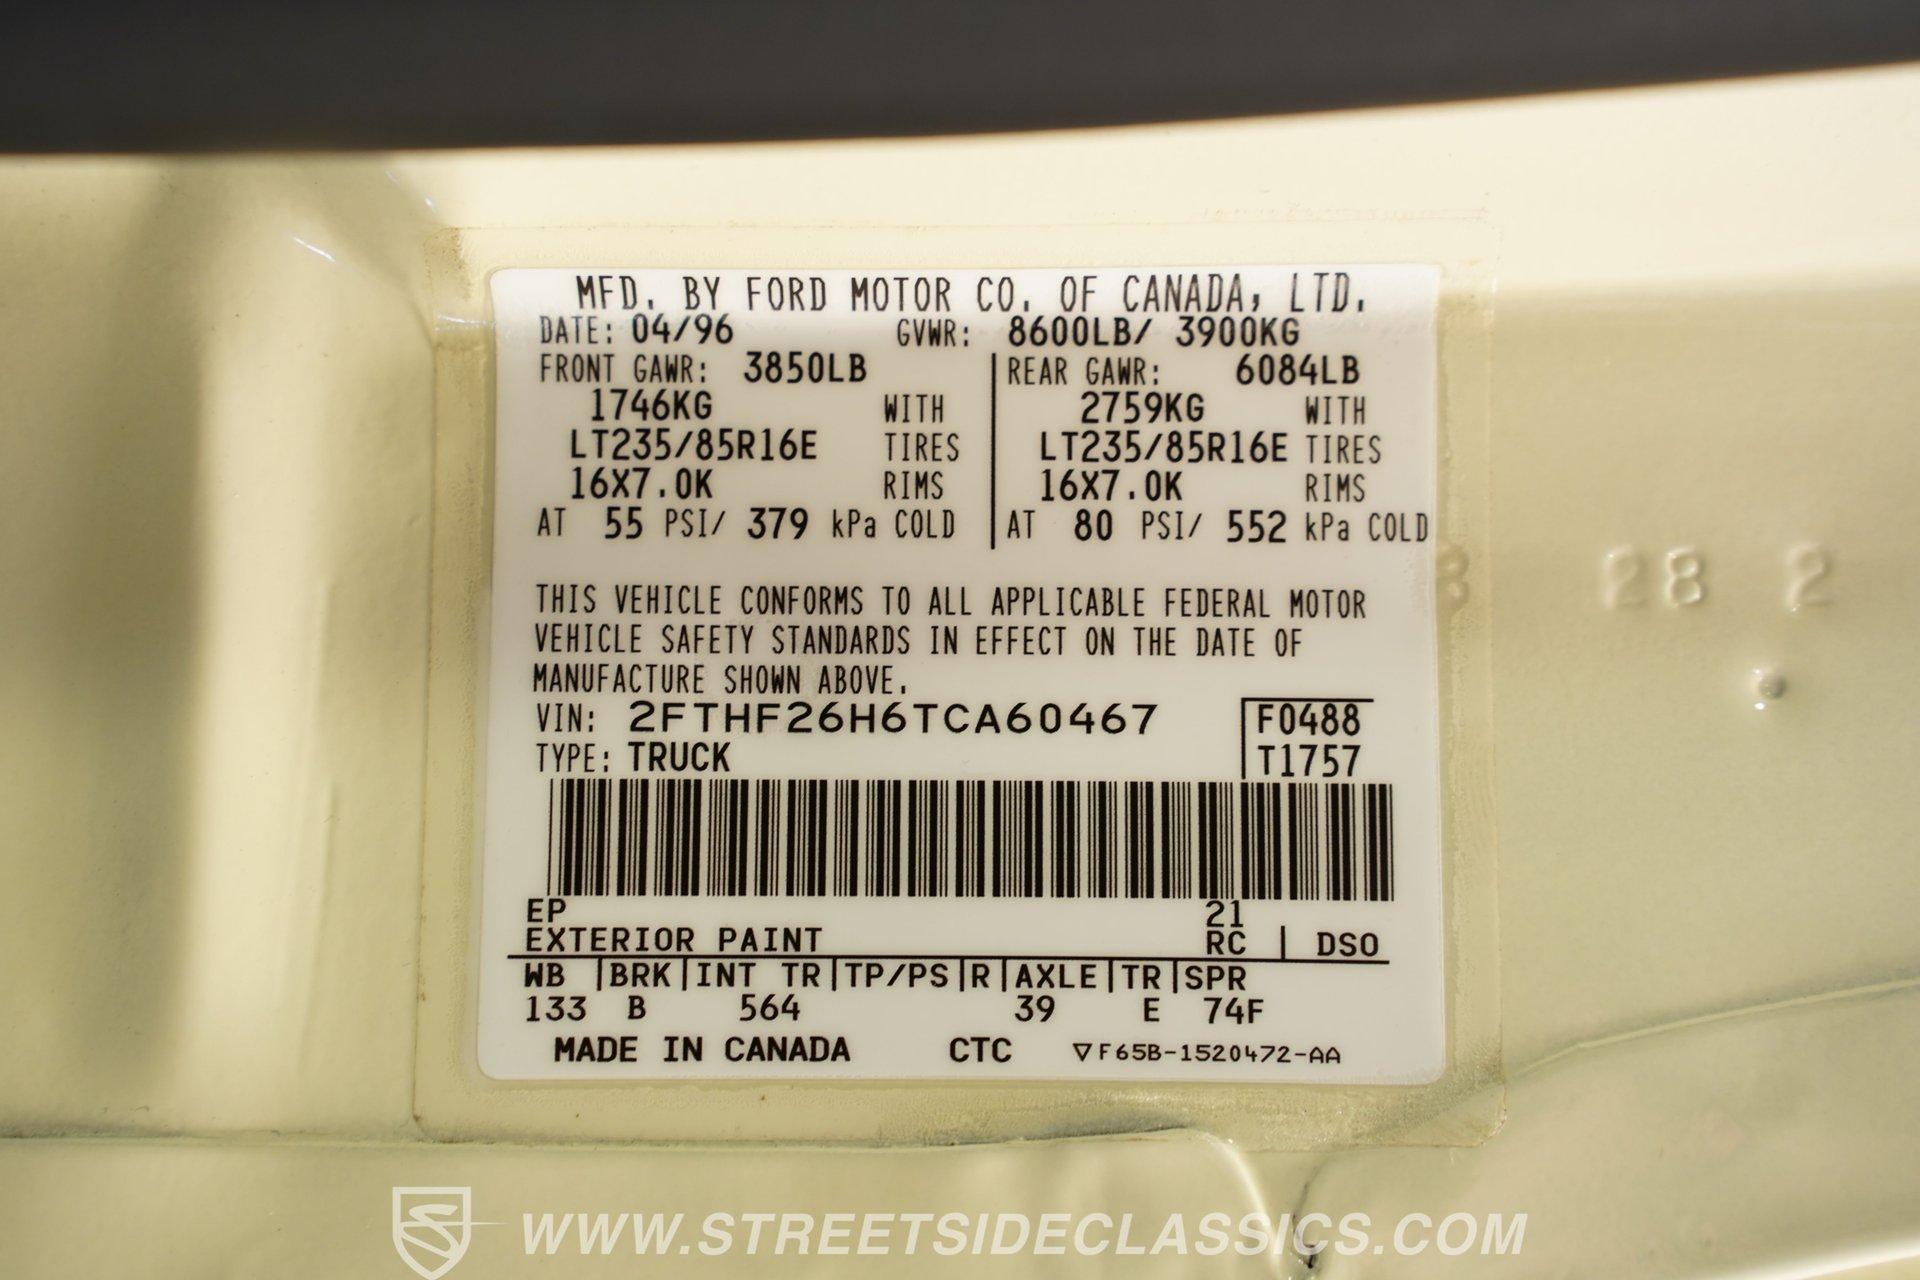 MFD. BY FORD MOTOR CO. OF CANADA, LTD.
DATE: 04/96 GVWR: 8600LB/ 3900KG
FRONT GAWR: 3850LB REAR GAWR: 6084LB
1746KG WITH 2759KG WITH
LT235/85R16E TIRES LT235/85R16E TIRES
16X7.0K RIMS 16X7.0K RIMS
AT 55 PSI/ 379 kPa COLD AT 80 PSI/ 552 kPa COLD
28 2
THIS VEHICLE CONFORMS TO ALL APPLICABLE FEDERAL MOTOR
VEHICLE SAFETY STANDARDS IN EFFECT ON THE DATE OF
MANUFACTURE SHOWN ABOVE.
VIN: 2FTHF26H6TCA60467 F0488
TYPE: TRUCK T1757
EP 21
EXTERIOR PAINT RC | DSO
WB |BRK|INT TR|TP/PS|R|AXLE|TR|SPR
133 B 564 39 E 74F
MADE IN CANADA CTC ▽F65B-1520472-AA
WWW.STREETSIDECLASSICS.COM